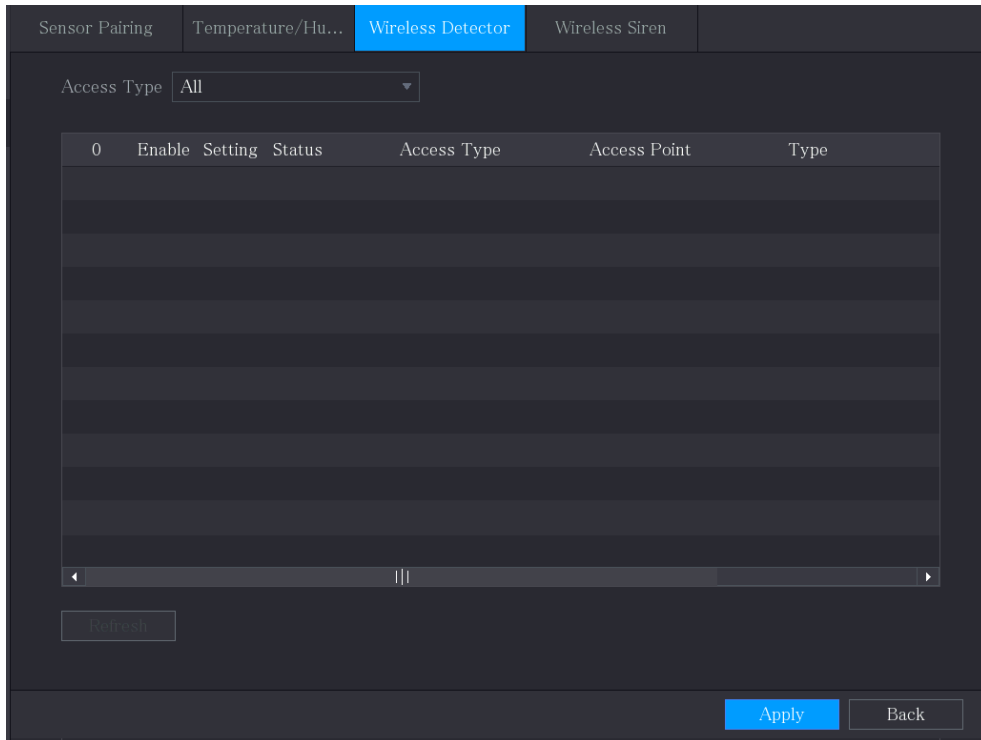 Sensor Pairing Temperature/Hu... Wireless Detector Wireless Siren
Access Type All
0 Enable Setting Status Access Type Access Point Type
Refresh
Apply Back